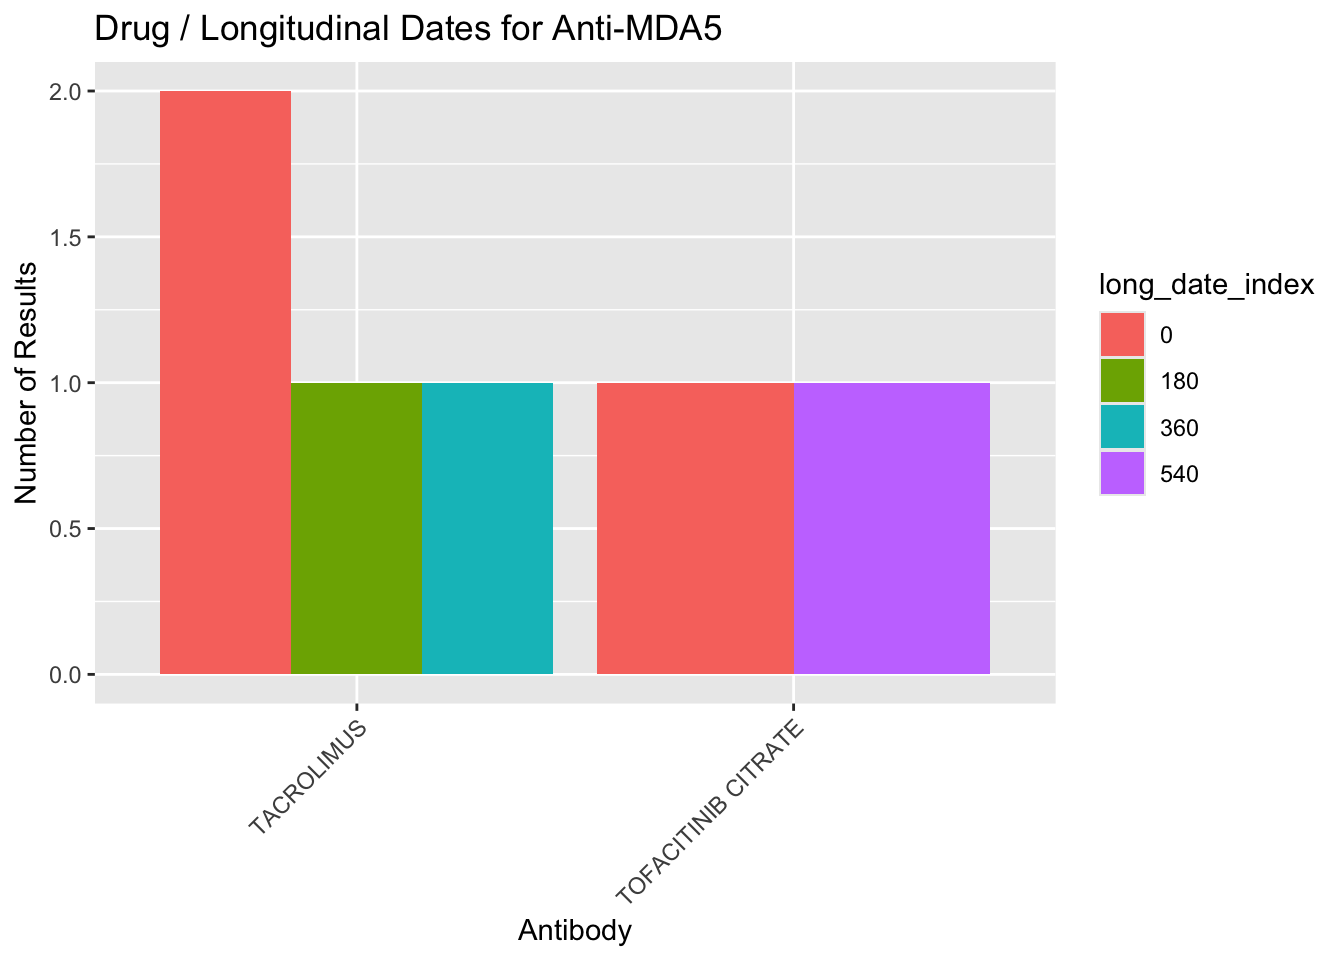 Drug / Longitudinal Dates for Anti-MDA5
2.0
1.5
1.0
0.5
0.0
Number of Results
TACROLIMUS
TOFACITINIB CITRATE
Antibody
long_date_index
0
180
360
540